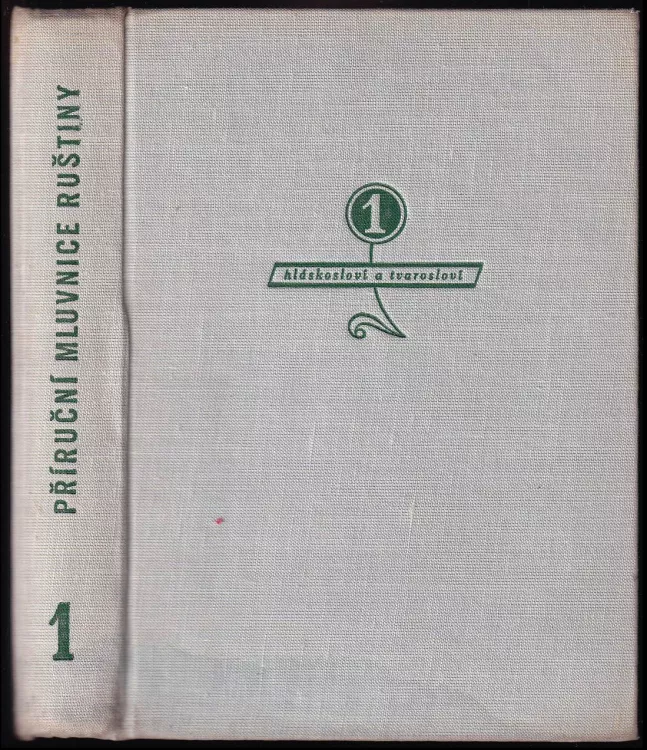 PŘÍRUČNÍ MLUVNICE RUŠTINY
1
1
hláskosloví a tvarosloví